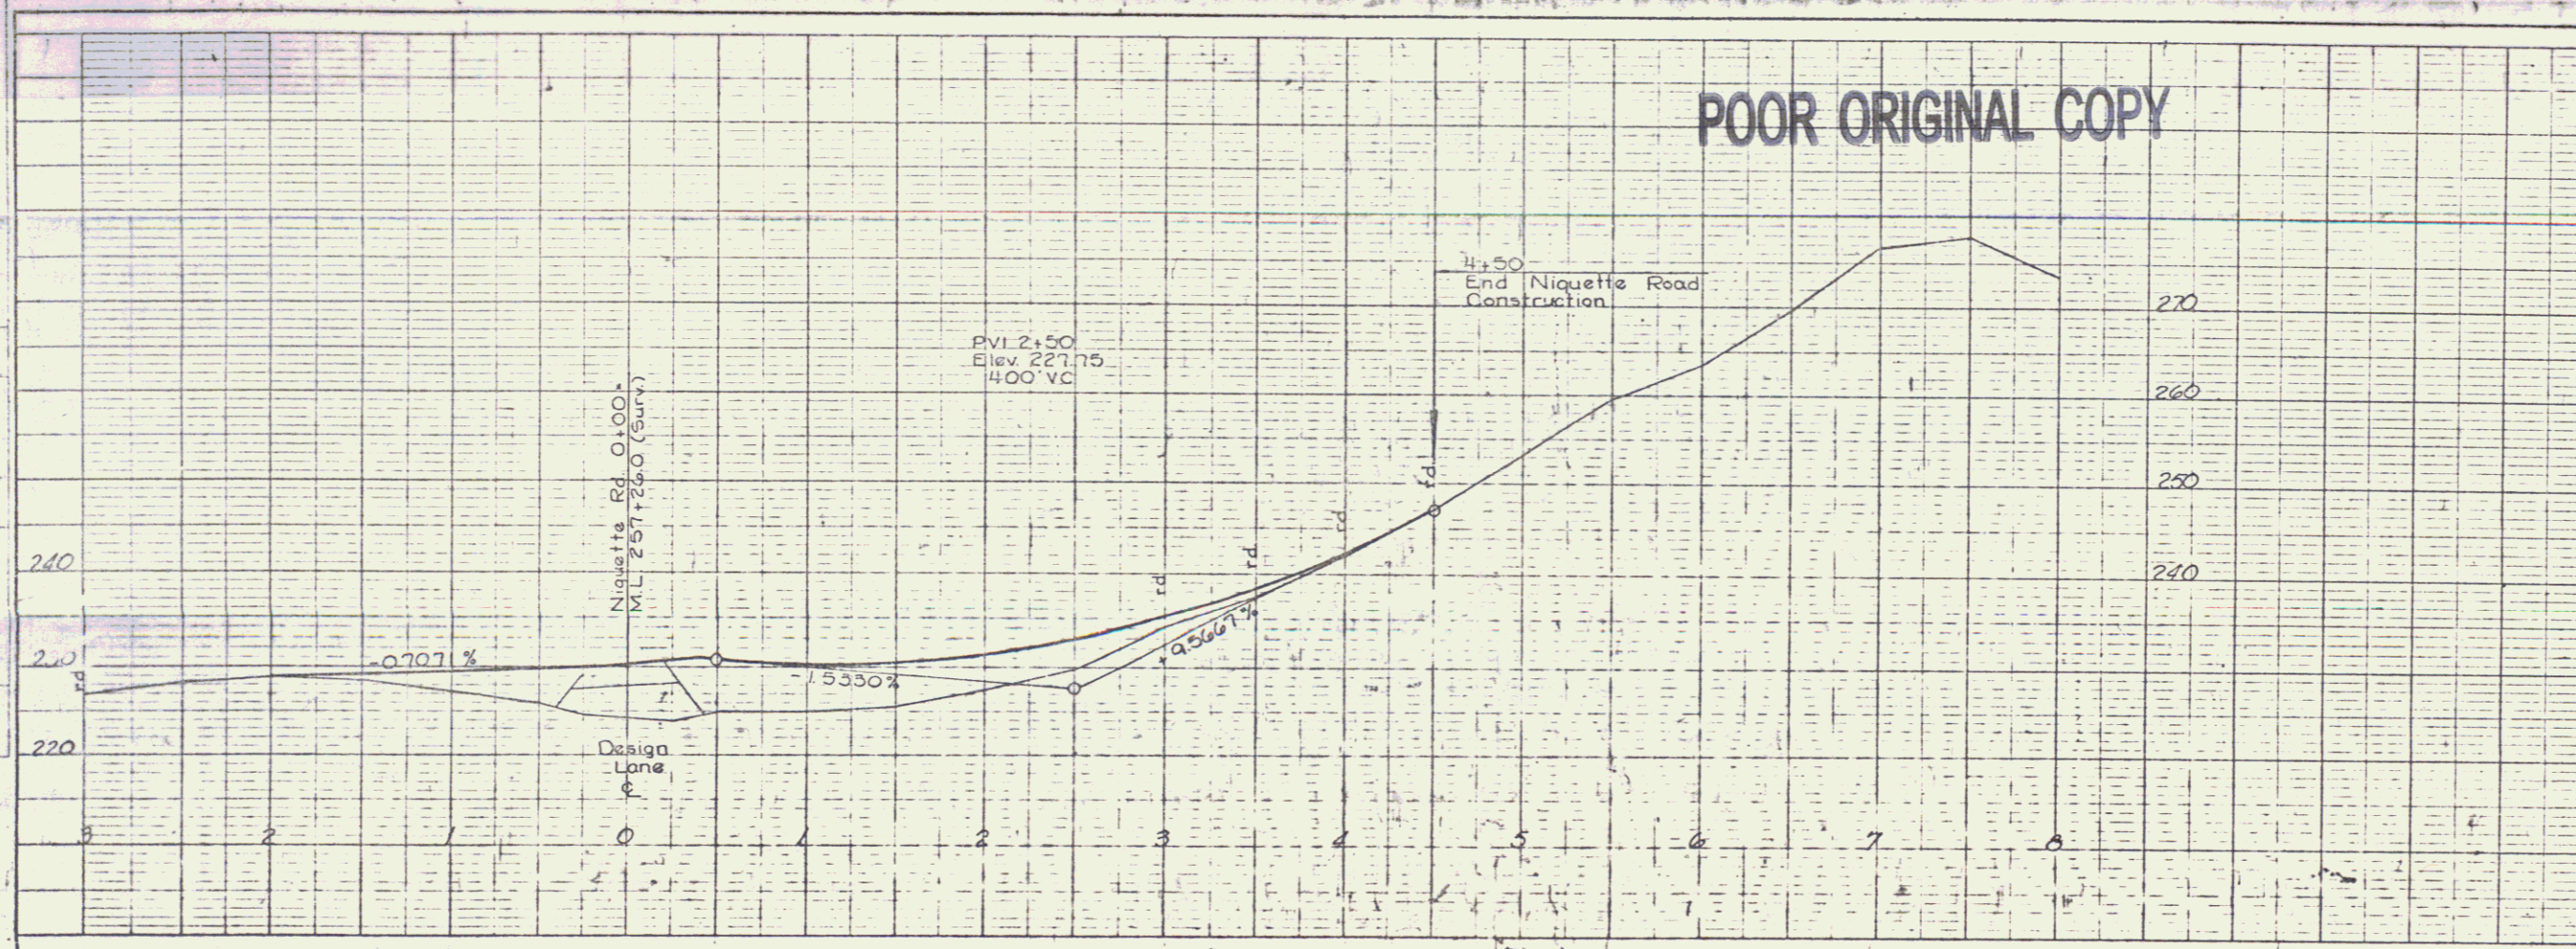 POOR ORIGINAL COPY
4+50
End Niquette Road
Construction
PVI 2+50
Elev. 227.75
400' V.C.
Niquette Rd. 0+00 =
M.L. 257+26.0 (Surv.)
270
260
250
240
240
230
220
rd
rd
rd
rd
rd
-0.7071%
-1.5330%
+9.5667%
Design
Lane
℄
3 2 1 0 1 2 3 4 5 6 7 8